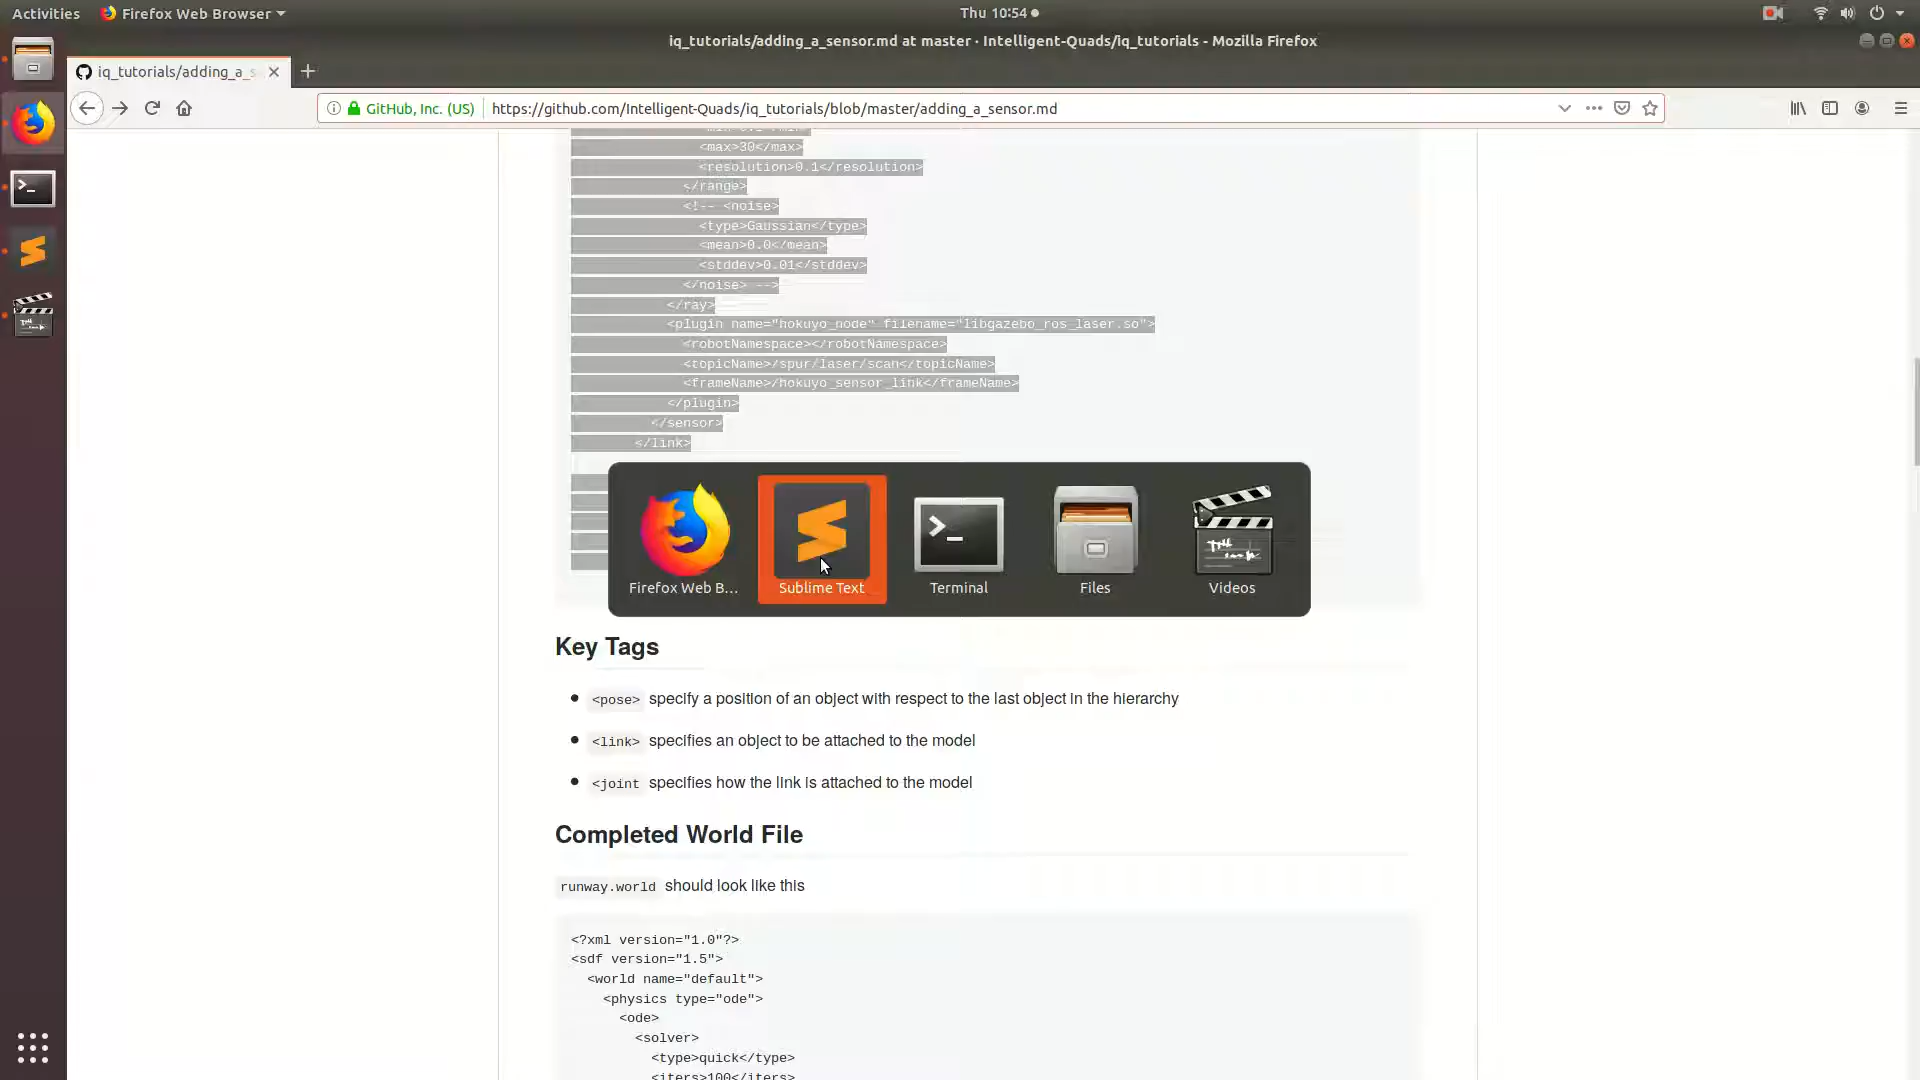 Activities
Firefox Web Browser
Thu 10:54
iq_tutorials/adding_a_sensor.md at master · Intelligent-Quads/iq_tutorials - Mozilla Firefox
iq_tutorials/adding_a_s
GitHub, Inc. (US)
https://github.com/Intelligent-Quads/iq_tutorials/blob/master/adding_a_sensor.md
<max>30</max>
<resolution>0.1</resolution>
</range>
<!-- <noise>
<type>Gaussian</type>
<mean>0.0</mean>
<stddev>0.01</stddev>
</noise> -->
</ray>
<plugin name="hokuyo_node" filename="libgazebo_ros_laser.so">
<robotNamespace></robotNamespace>
<topicName>/spur/laser/scan</topicName>
<frameName>/hokuyo_sensor_link</frameName>
</plugin>
</sensor>
</link>
Firefox Web B...
Sublime Text
Terminal
Files
Videos
Key Tags
<pose> specify a position of an object with respect to the last object in the hierarchy
<link> specifies an object to be attached to the model
<joint specifies how the link is attached to the model
Completed World File
runway.world should look like this
<?xml version="1.0"?>
<sdf version="1.5">
<world name="default">
<physics type="ode">
<ode>
<solver>
<type>quick</type>
<iters>100</iters>